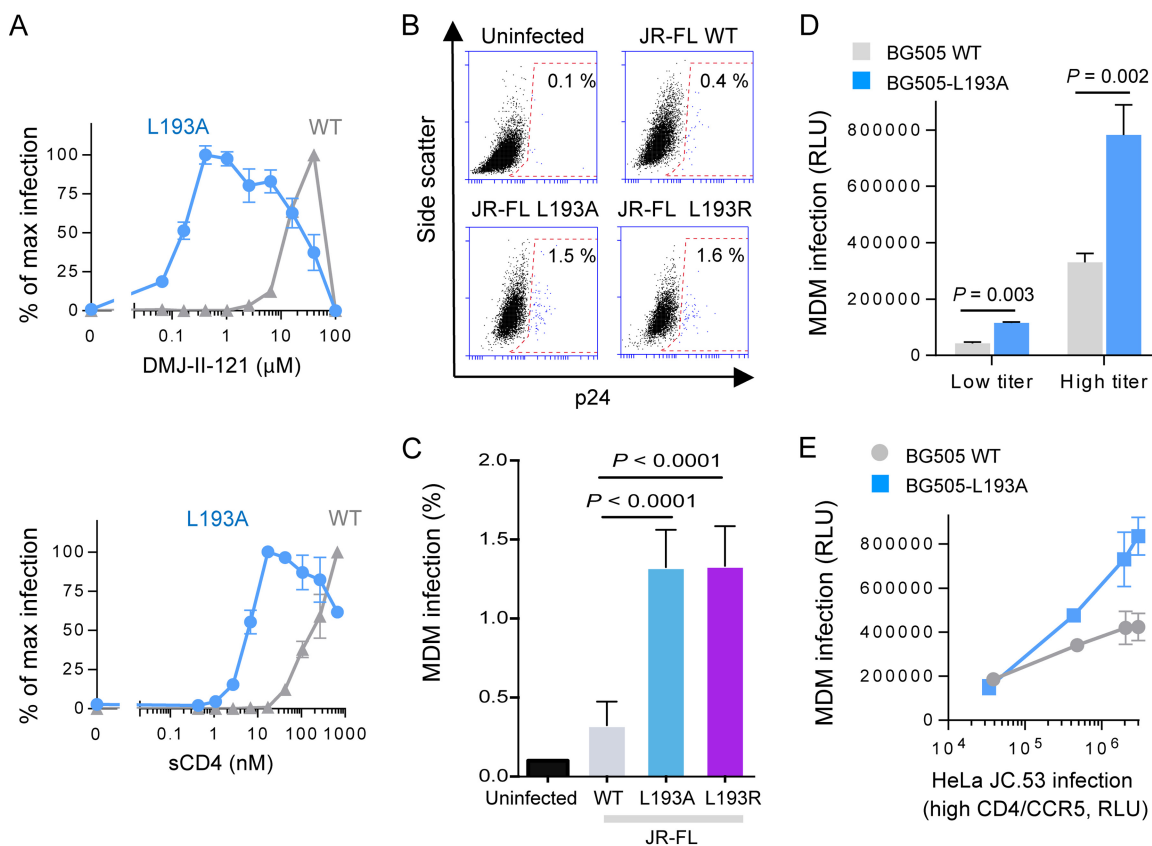 A
L193A
WT
% of max infection
100
75
50
25
0
0
0.1
1
10
100
DMJ-II-121 (µM)
L193A
WT
% of max infection
100
75
50
25
0
0
0.1
1
10
100
1000
sCD4 (nM)
B
Uninfected
JR-FL WT
0.1 %
0.4 %
JR-FL L193A
JR-FL L193R
1.5 %
1.6 %
Side scatter
p24
C
MDM infection (%)
2.0
1.5
1.0
0.5
0.0
P < 0.0001
P < 0.0001
Uninfected
WT
L193A
L193R
JR-FL
D
BG505 WT
BG505-L193A
MDM infection (RLU)
800000
600000
400000
200000
0
P = 0.003
P = 0.002
Low titer
High titer
E
BG505 WT
BG505-L193A
MDM infection (RLU)
800000
600000
400000
200000
0
10⁴
10⁵
10⁶
HeLa JC.53 infection
(high CD4/CCR5, RLU)